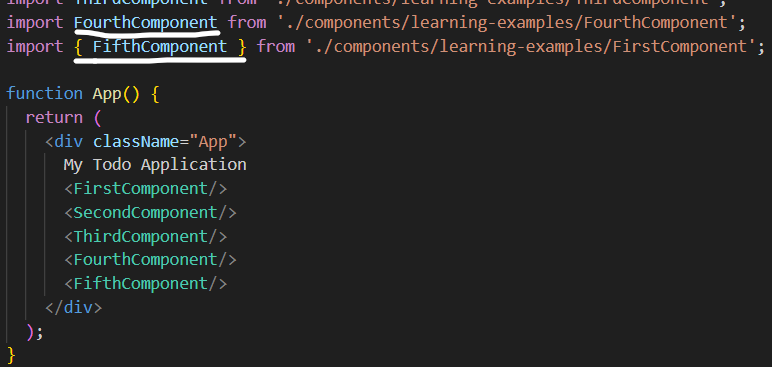 import ThirdComponent from './components/learning-examples/ThirdComponent';
import FourthComponent from './components/learning-examples/FourthComponent';
import { FifthComponent } from './components/learning-examples/FirstComponent';
function App() {
return (
<div className="App">
My Todo Application
<FirstComponent/>
<SecondComponent/>
<ThirdComponent/>
<FourthComponent/>
<FifthComponent/>
</div>
);
}